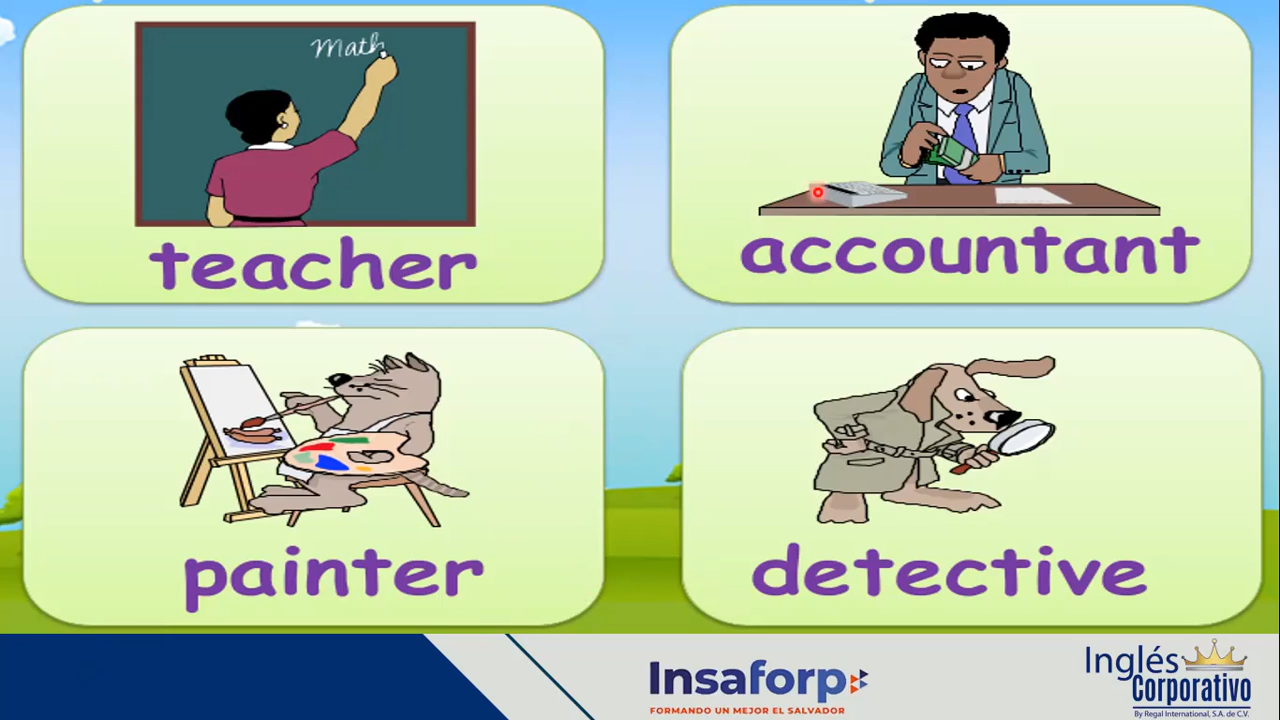 Math
teacher
accountant
painter
detective
Insaforp
FORMANDO UN MEJOR EL SALVADOR
Inglés
Corporativo
By Regal International, S.A. de C.V.